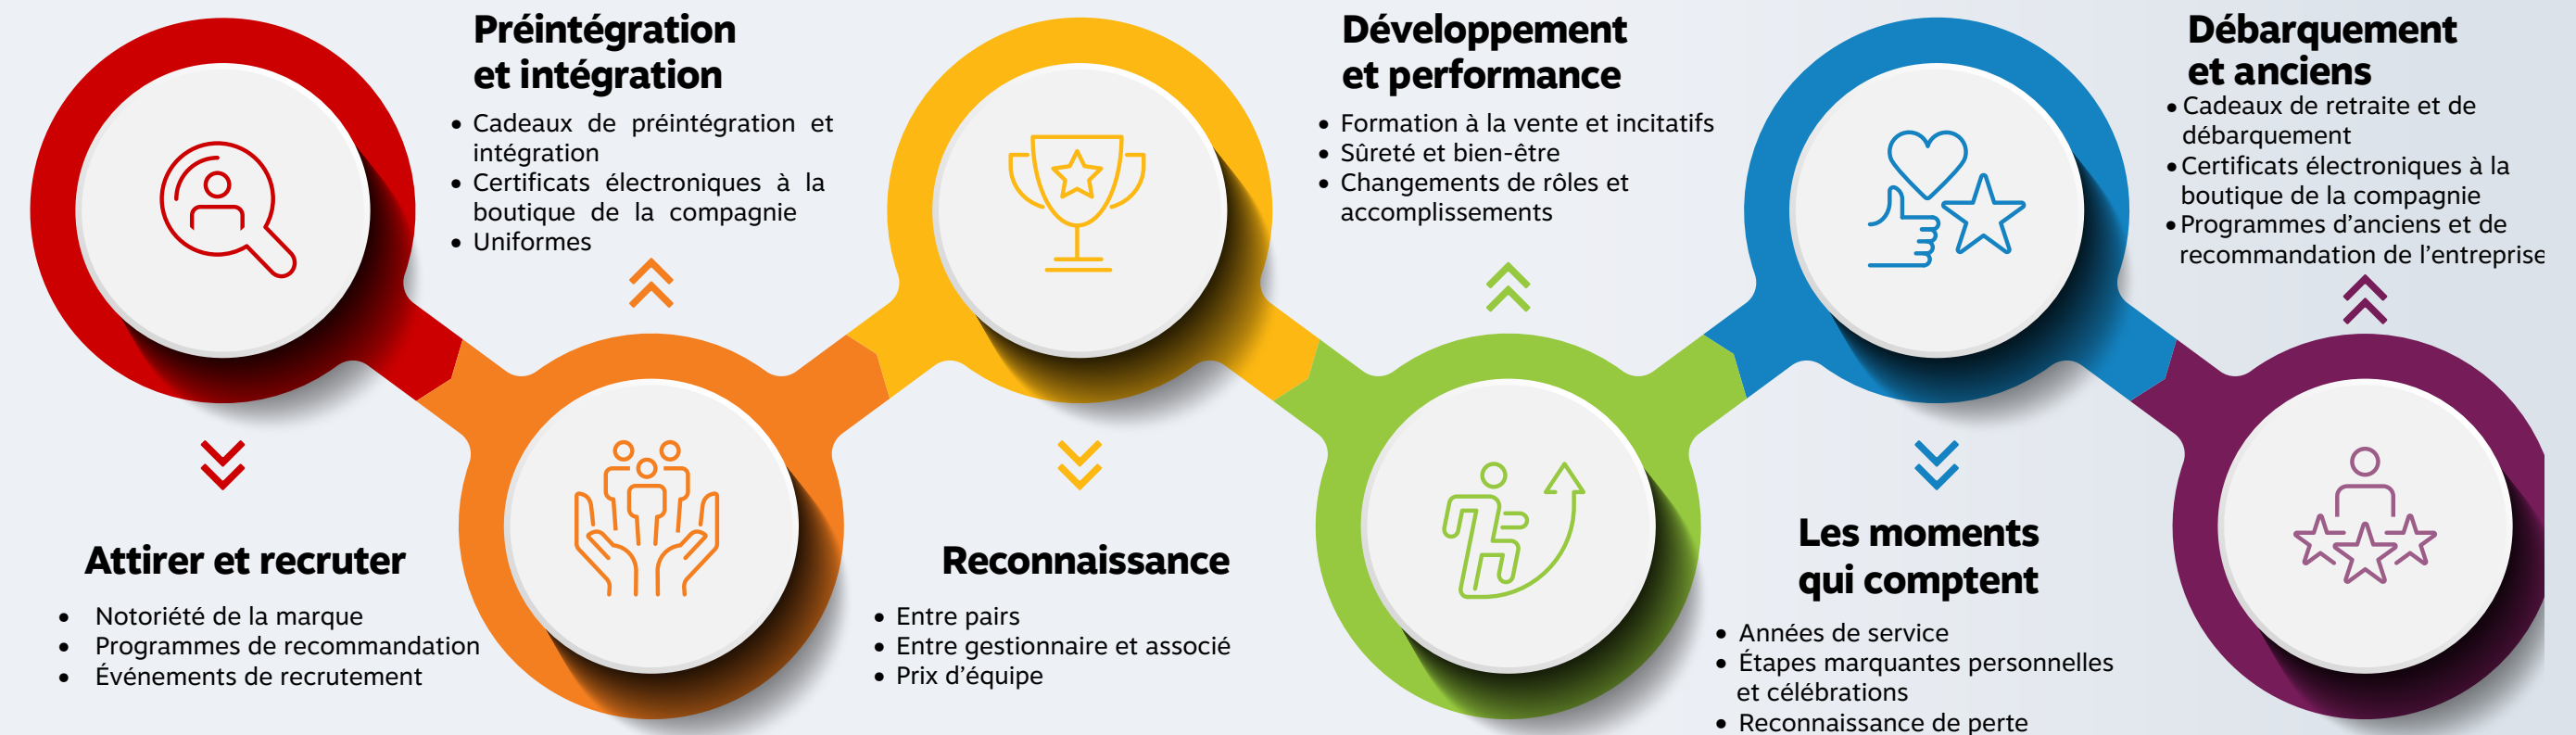 Attirer et recruter
• Notoriété de la marque
• Programmes de recommandation
• Événements de recrutement
Préintégration
et intégration
• Cadeaux de préintégration et
intégration
• Certificats électroniques à la
boutique de la compagnie
• Uniformes
Reconnaissance
• Entre pairs
• Entre gestionnaire et associé
• Prix d’équipe
Développement
et performance
• Formation à la vente et incitatifs
• Sûreté et bien-être
• Changements de rôles et
accomplissements
Les moments
qui comptent
• Années de service
• Étapes marquantes personnelles
et célébrations
• Reconnaissance de perte
Débarquement
et anciens
• Cadeaux de retraite et de
débarquement
• Certificats électroniques à la
boutique de la compagnie
• Programmes d’anciens et de
recommandation de l’entreprise